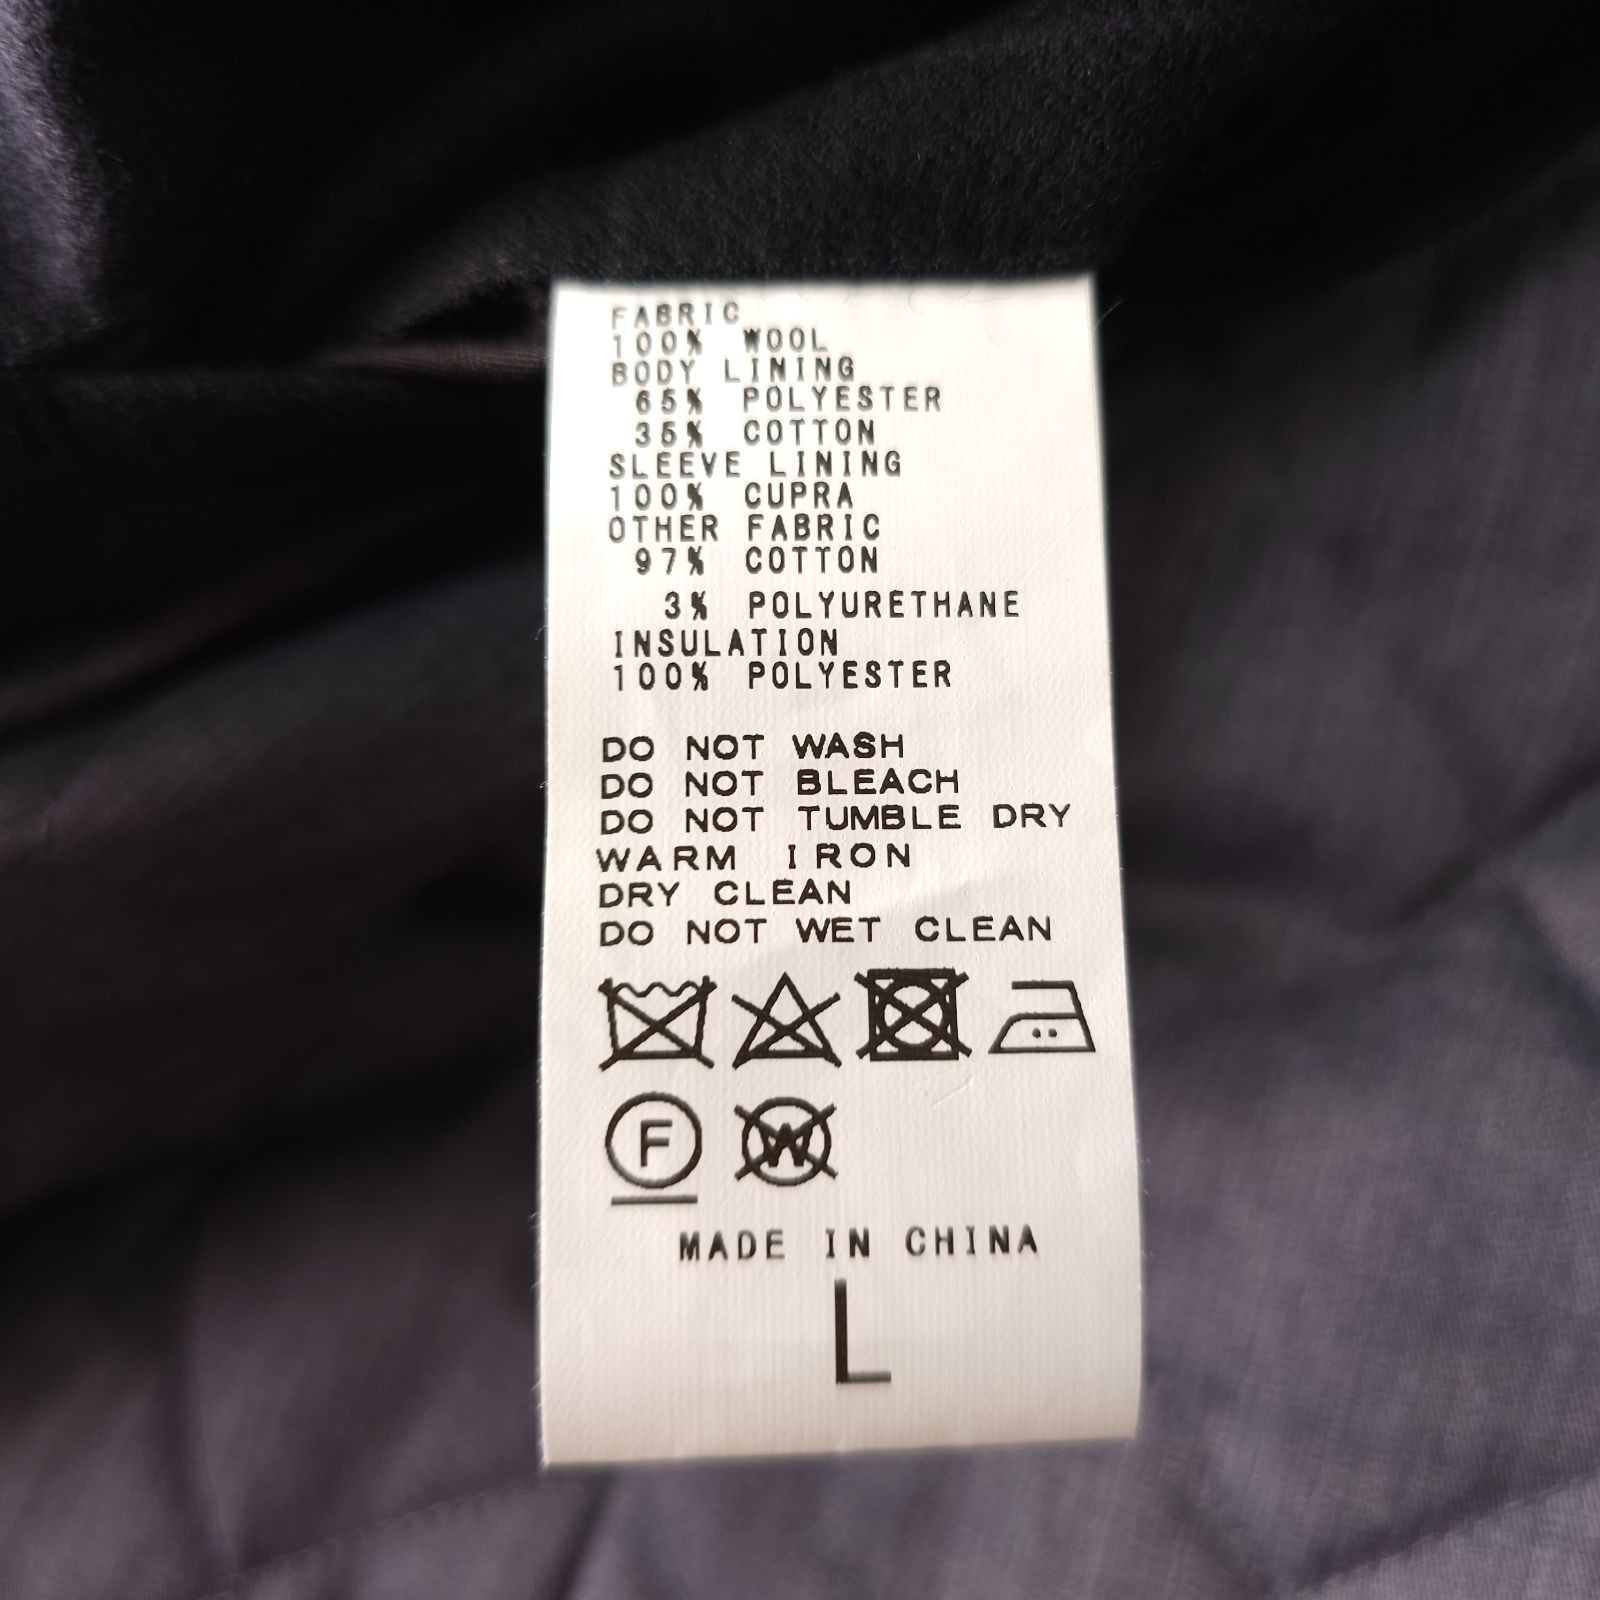 FABRIC
100% WOOL
BODY LINING
65% POLYESTER
35% COTTON
SLEEVE LINING
100% CUPRA
OTHER FABRIC
97% COTTON
3% POLYURETHANE
INSULATION
100% POLYESTER
DO NOT WASH
DO NOT BLEACH
DO NOT TUMBLE DRY
WARM IRON
DRY CLEAN
DO NOT WET CLEAN
F W
MADE IN CHINA
L